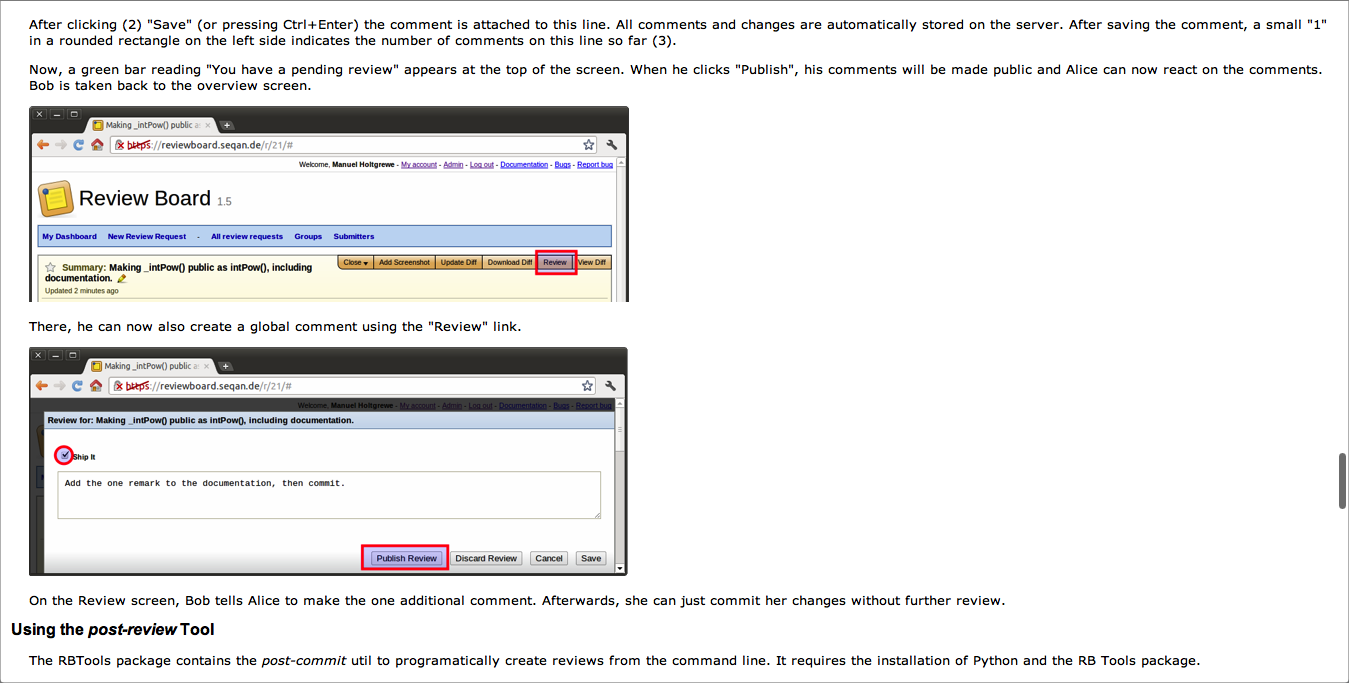 After clicking (2) "Save" (or pressing Ctrl+Enter) the comment is attached to this line. All comments and changes are automatically stored on the server. After saving the comment, a small "1"
in a rounded rectangle on the left side indicates the number of comments on this line so far (3).
Now, a green bar reading "You have a pending review" appears at the top of the screen. When he clicks "Publish", his comments will be made public and Alice can now react on the comments.
Bob is taken back to the overview screen.
Making _intPow() public a
https://reviewboard.seqan.de/r/21/#
Welcome, Manuel Holtgrewe - My account - Admin - Log out - Documentation - Bugs - Report bug
Review Board 1.5
My Dashboard New Review Request - All review requests Groups Submitters
Close Add Screenshot Update Diff Download Diff Review View Diff
Summary: Making _intPow() public as intPow(), including
documentation.
Updated 2 minutes ago
There, he can now also create a global comment using the "Review" link.
Making _intPow() public a
https://reviewboard.seqan.de/r/21/#
Welcome, Manuel Holtgrewe - My account - Admin - Log out - Documentation - Bugs - Report bug
Review for: Making _intPow() public as intPow(), including documentation.
Ship It
Add the one remark to the documentation, then commit.
Publish Review Discard Review Cancel Save
On the Review screen, Bob tells Alice to make the one additional comment. Afterwards, she can just commit her changes without further review.
Using the post-review Tool
The RBTools package contains the post-commit util to programatically create reviews from the command line. It requires the installation of Python and the RB Tools package.